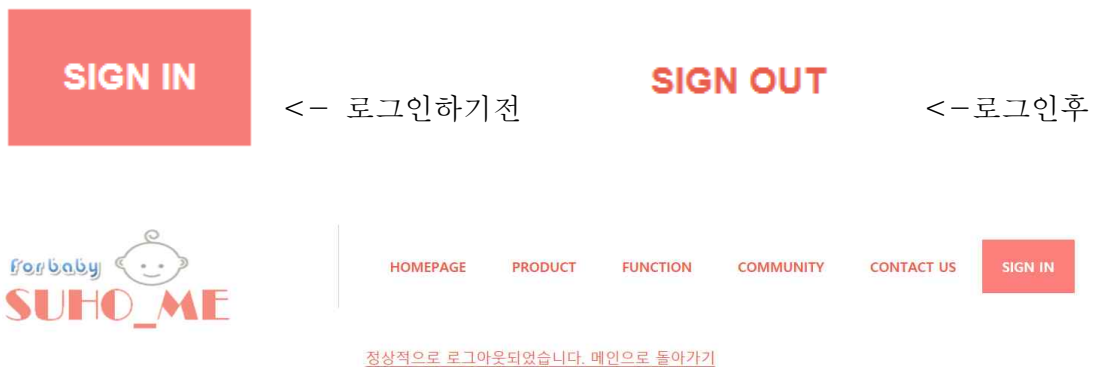 SIGN IN
<- 로그인하기전
SIGN OUT
<-로그인후
Forbaby
SUHO_ME
HOMEPAGE PRODUCT FUNCTION COMMUNITY CONTACT US SIGN IN
정상적으로 로그아웃되었습니다. 메인으로 돌아가기